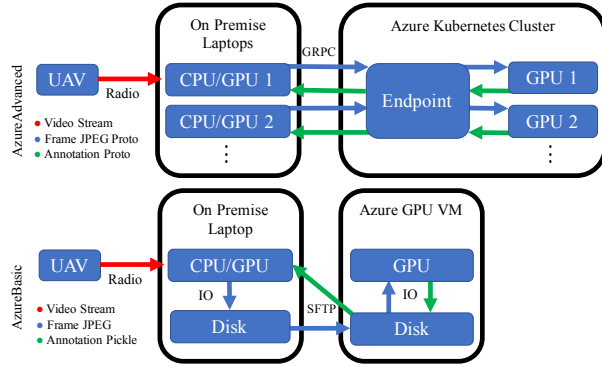 AzureAdvanced
On Premise
Laptops
Azure Kubernetes Cluster
UAV
Radio
CPU/GPU 1
CPU/GPU 2
⋮
GRPC
Endpoint
GPU 1
GPU 2
⋮
Video Stream
Frame JPEG Proto
Annotation Proto
AzureBasic
On Premise
Laptop
Azure GPU VM
UAV
Radio
CPU/GPU
IO
Disk
SFTP
GPU
IO
Disk
Video Stream
Frame JPEG
Annotation Pickle